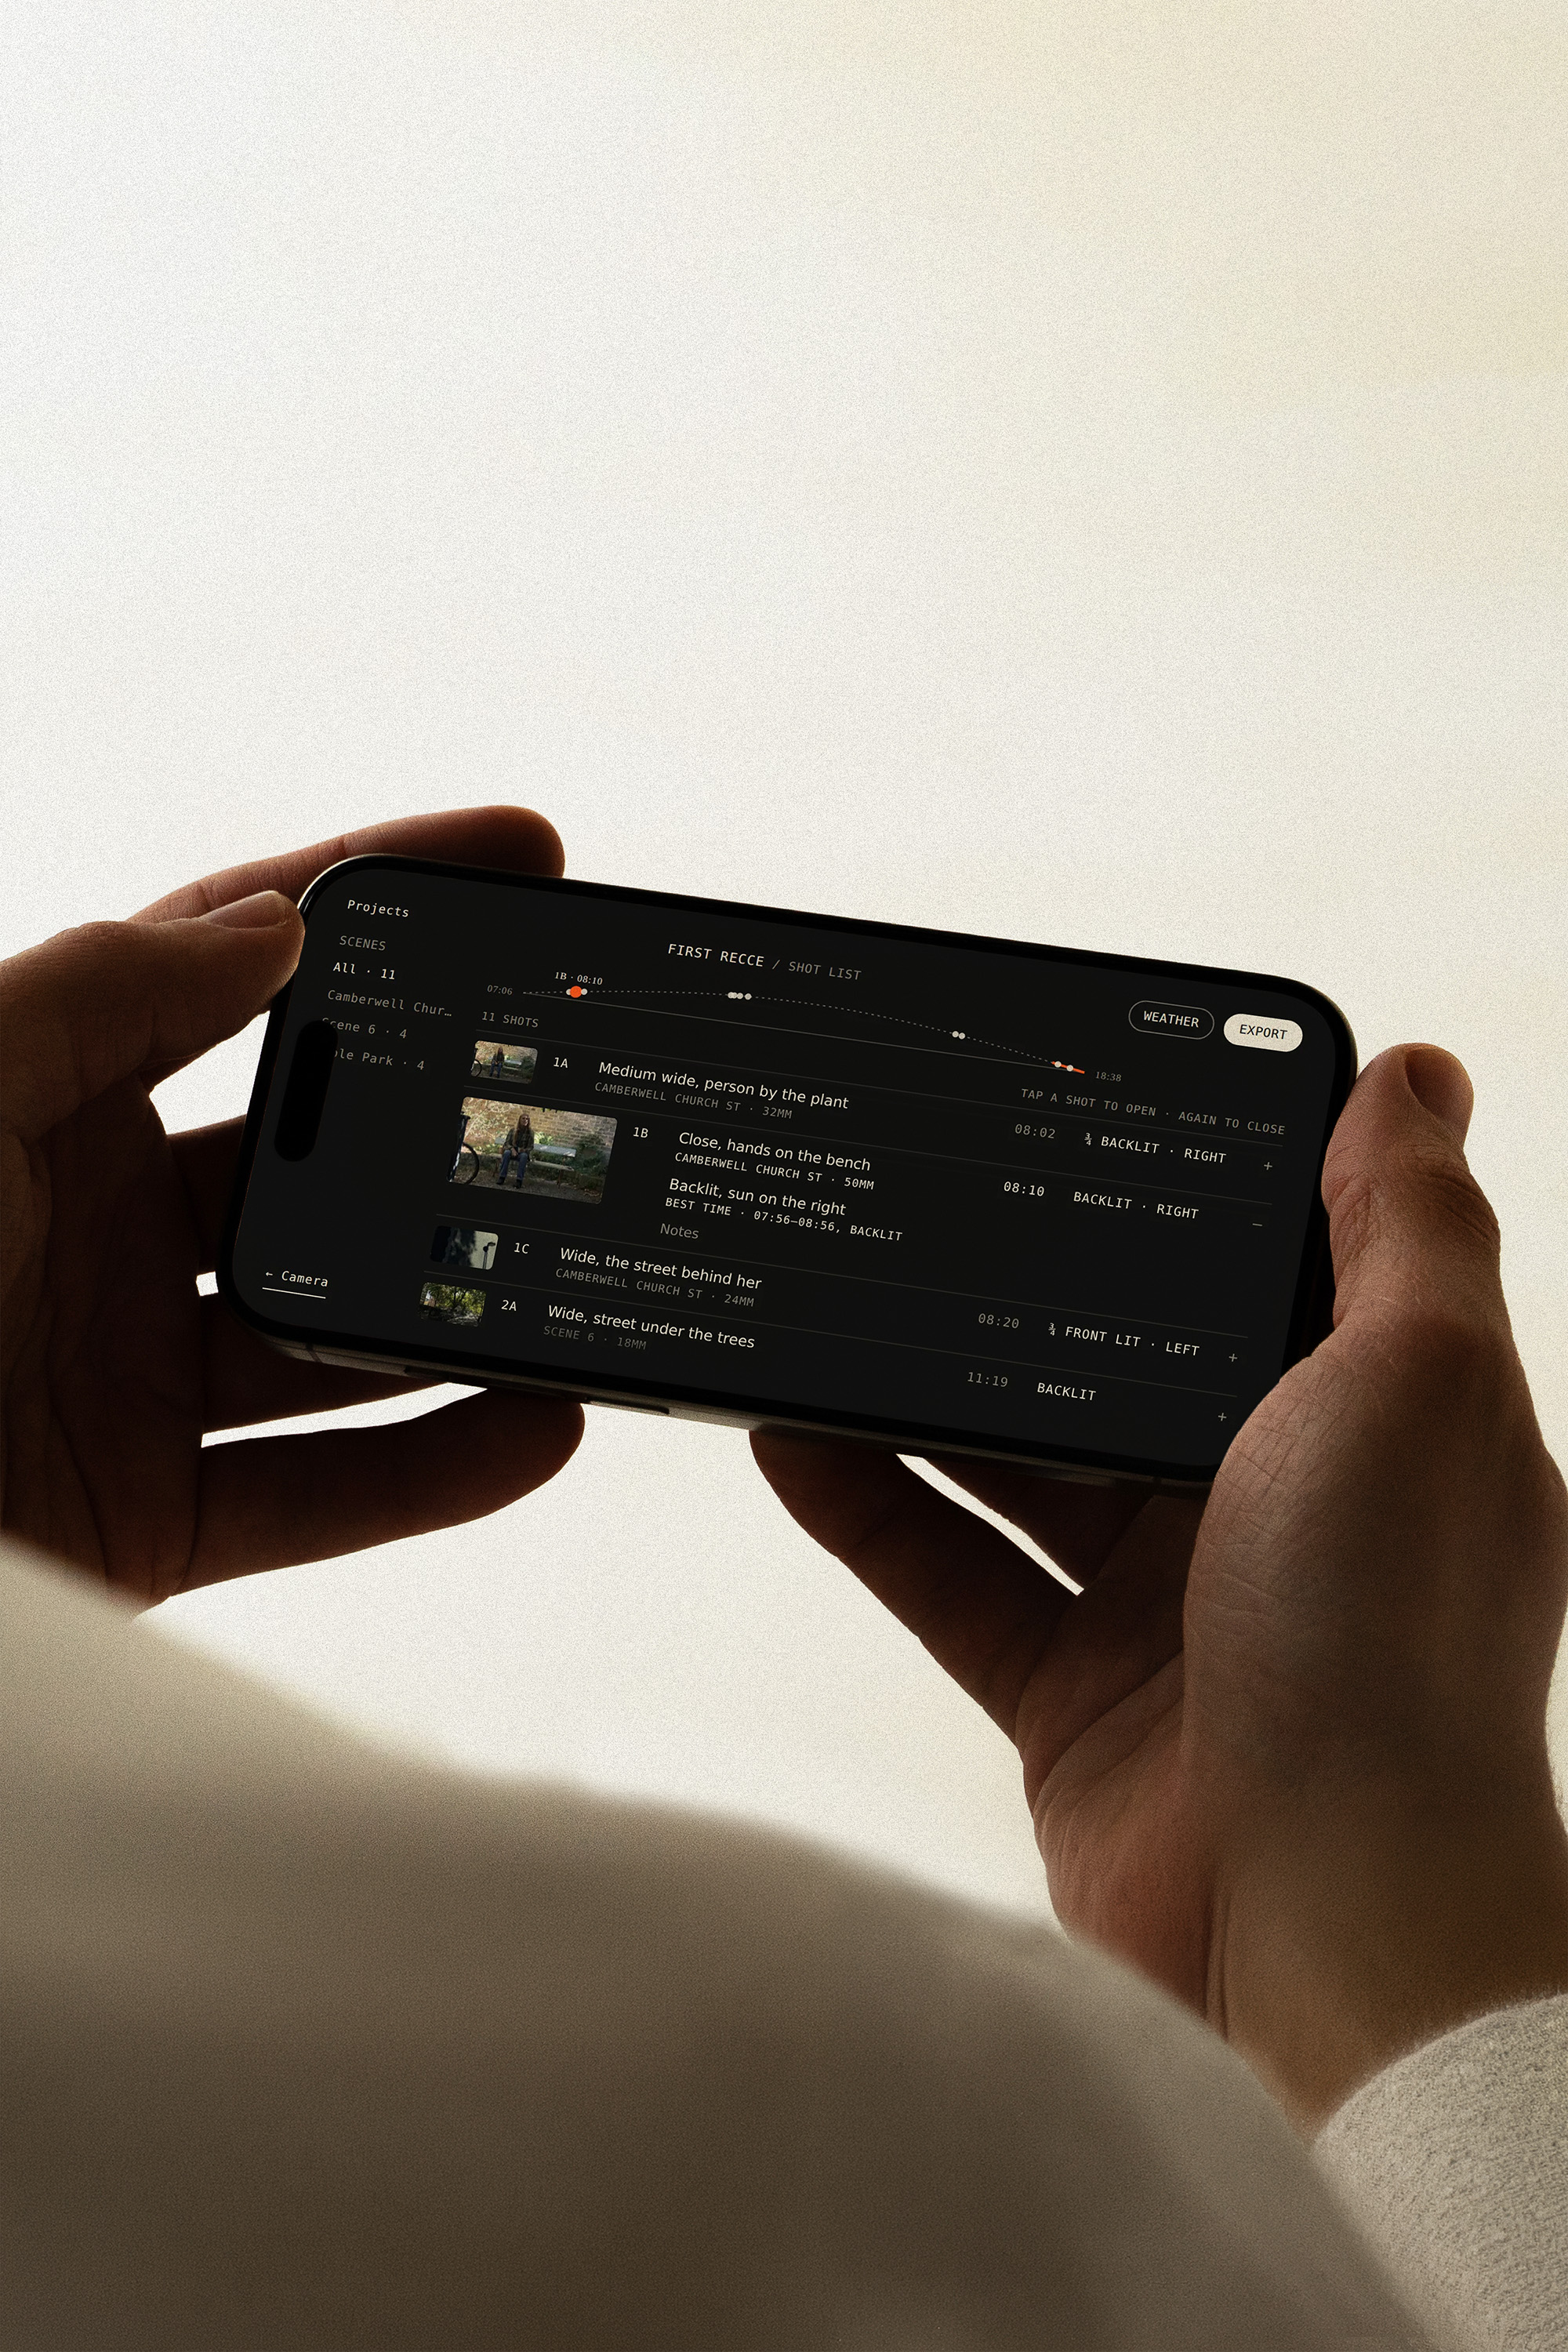 Projects
SCENES
All · 11
Camberwell Chur…
Scene 6 · 4
Park · 4
← Camera
FIRST RECCE / SHOT LIST
WEATHER
EXPORT
1B · 08:10
07:06
18:38
11 SHOTS
TAP A SHOT TO OPEN · AGAIN TO CLOSE
1A
Medium wide, person by the plant
CAMBERWELL CHURCH ST · 32MM
08:02
¾ BACKLIT · RIGHT
+
1B
Close, hands on the bench
CAMBERWELL CHURCH ST · 50MM
08:10
BACKLIT · RIGHT
−
Backlit, sun on the right
BEST TIME · 07:56–08:56, BACKLIT
Notes
1C
Wide, the street behind her
CAMBERWELL CHURCH ST · 24MM
08:20
¾ FRONT LIT · LEFT
+
2A
Wide, street under the trees
SCENE 6 · 18MM
11:19
BACKLIT
+